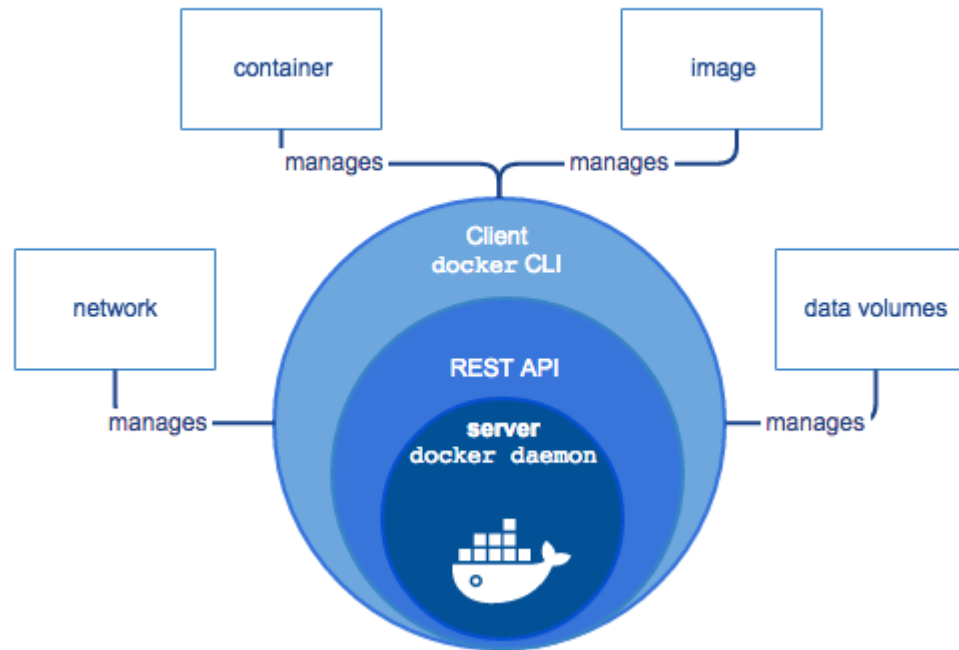 container
image
manages
manages
Client
docker CLI
network
data volumes
REST API
manages
manages
server
docker daemon